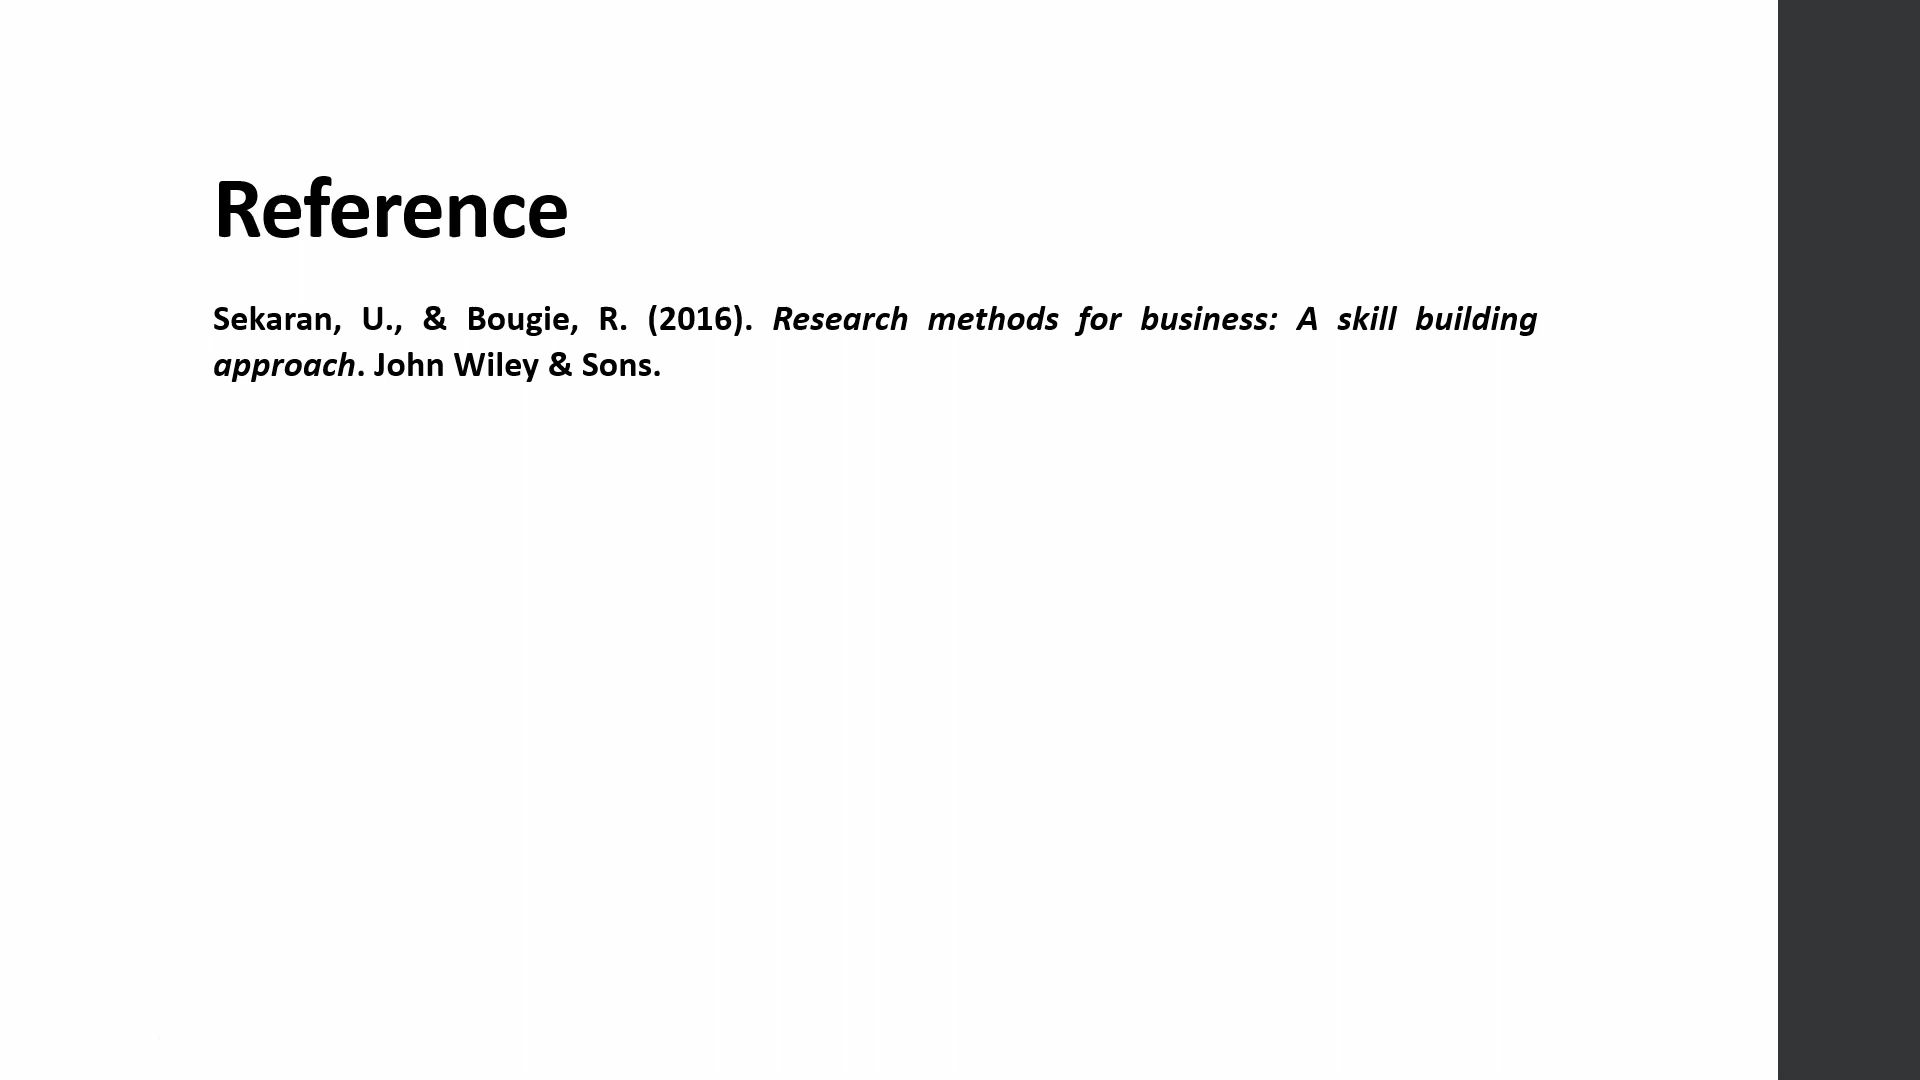 Reference
Sekaran, U., & Bougie, R. (2016). Research methods for business: A skill building
approach. John Wiley & Sons.